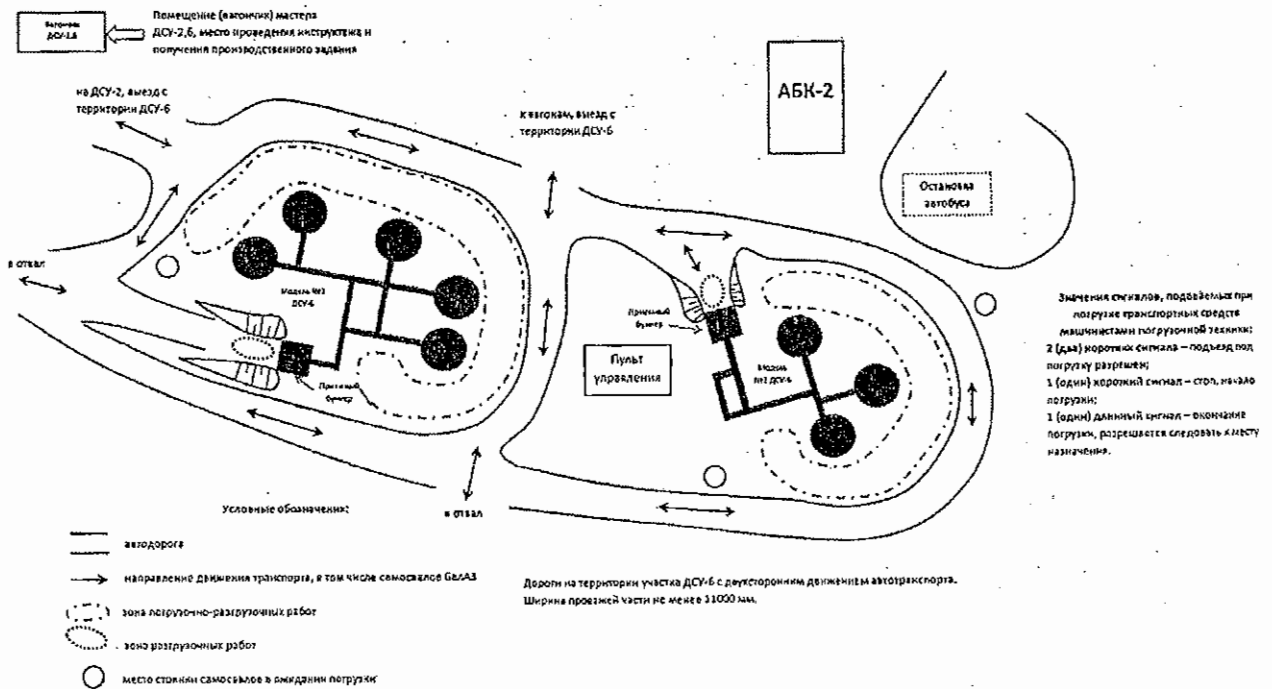 Вагончик
ДСУ-2,6
Помещение (вагончик) мастера
ДСУ-2,6, место проведения инструктажа и
получения производственного задания
на ДСУ-2, выезд с
территории ДСУ-6
к вагонам, выезд с
территории ДСУ-6
АБК-2
Остановка
автобуса
в отвал
Модель №1
ДСУ-6
Приемный
бункер
Приемный
бункер
Пульт
управления
Модель
№2 ДСУ-6
Значения сигналов, подаваемых при
погрузке транспортных средств
машинистами погрузочной техники:
2 (два) коротких сигнала – подъезд под
погрузку разрешен;
1 (один) короткий сигнал – стоп, начало
погрузки;
1 (один) длинный сигнал – окончание
погрузки, разрешается следовать к месту
назначения.
в отвал
Условные обозначения:
автодорога
направление движения транспорта, в том числе самосвалов БелАЗ
зона погрузочно-разгрузочных работ
зона разгрузочных работ
место стоянки самосвалов в ожидании погрузки
Дороги на территории участка ДСУ-6 с двухсторонним движением автотранспорта.
Ширина проезжей части не менее 11000 мм.